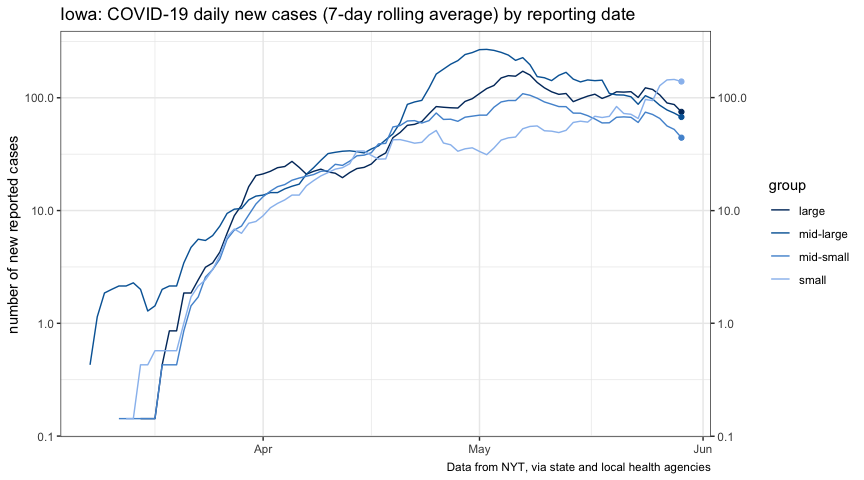 Iowa: COVID-19 daily new cases (7-day rolling average) by reporting date
number of new reported cases
100.0
10.0
1.0
0.1
100.0
10.0
1.0
0.1
Apr
May
Jun
Data from NYT, via state and local health agencies
group
large
mid-large
mid-small
small